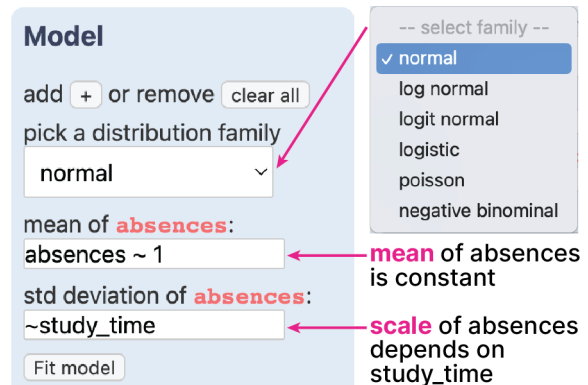 Model
add + or remove clear all
pick a distribution family
normal
mean of absences:
absences ~ 1
std deviation of absences:
~study_time
Fit model
-- select family --
✓ normal
log normal
logit normal
logistic
poisson
negative binominal
mean of absences
is constant
scale of absences
depends on
study_time